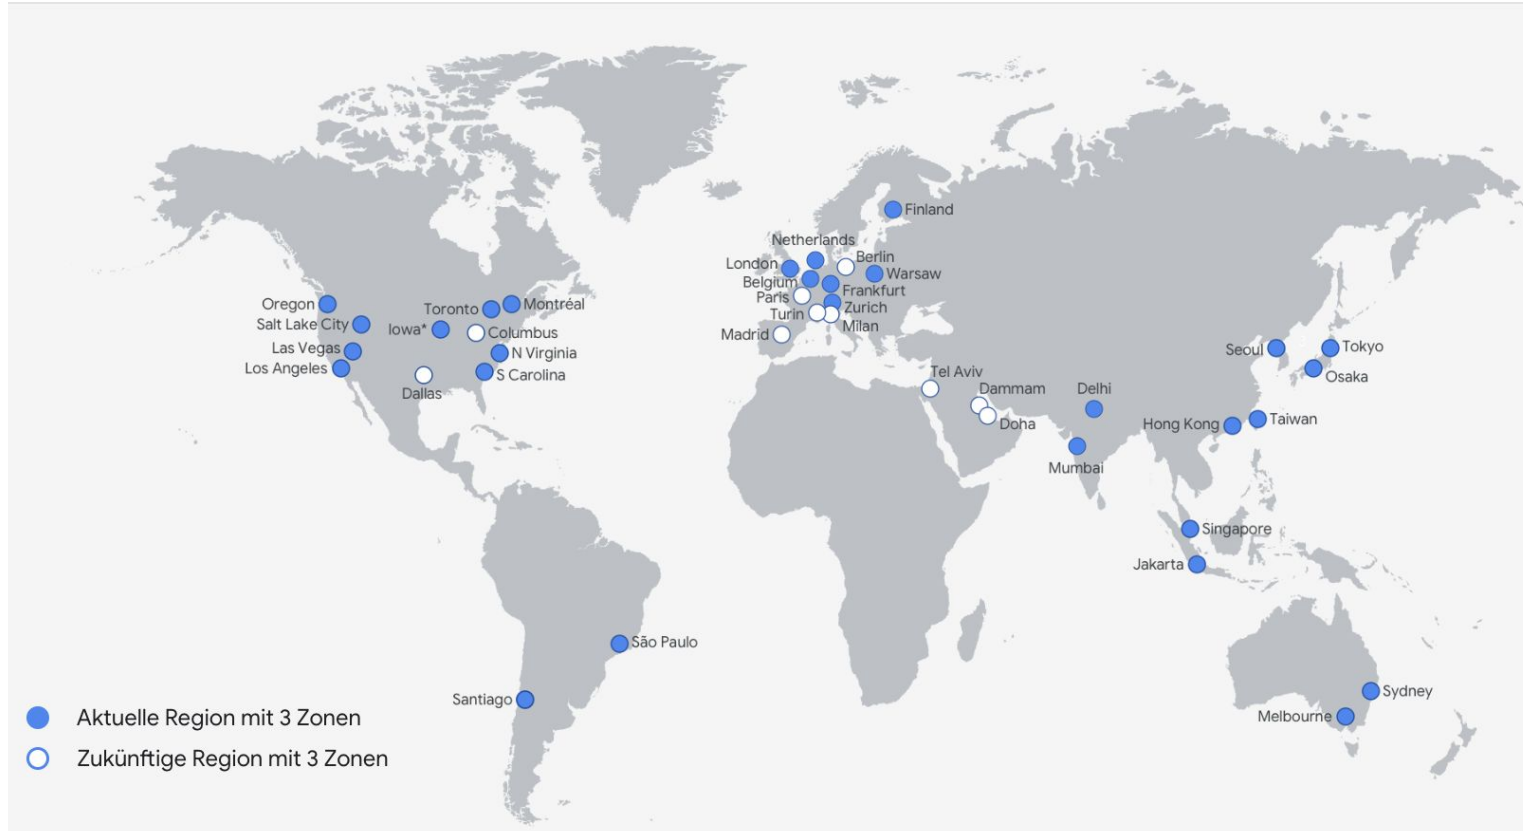 Finland
Netherlands
London
Berlin
Warsaw
Belgium
Frankfurt
Paris
Zurich
Turin
Milan
Madrid
Oregon
Toronto
Montréal
Salt Lake City
Iowa*
Columbus
Las Vegas
N Virginia
Los Angeles
S Carolina
Dallas
Tel Aviv
Dammam
Doha
Delhi
Mumbai
Seoul
Tokyo
Osaka
Hong Kong
Taiwan
Singapore
Jakarta
São Paulo
Santiago
Sydney
Melbourne
Aktuelle Region mit 3 Zonen
Zukünftige Region mit 3 Zonen